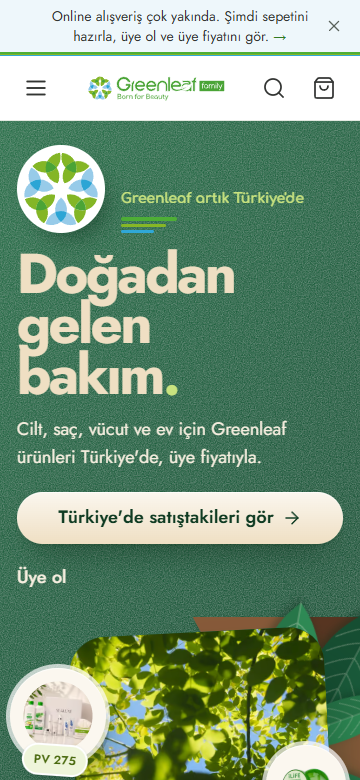 Online alışveriş çok yakında. Şimdi sepetini
hazırla, üye ol ve üye fiyatını gör. →
Greenleaf family
Born for Beauty
Greenleaf artık Türkiye'de
Doğadan
gelen
bakım.
Cilt, saç, vücut ve ev için Greenleaf
ürünleri Türkiye'de, üye fiyatıyla.
Türkiye'de satıştakileri gör →
Üye ol
PV 275